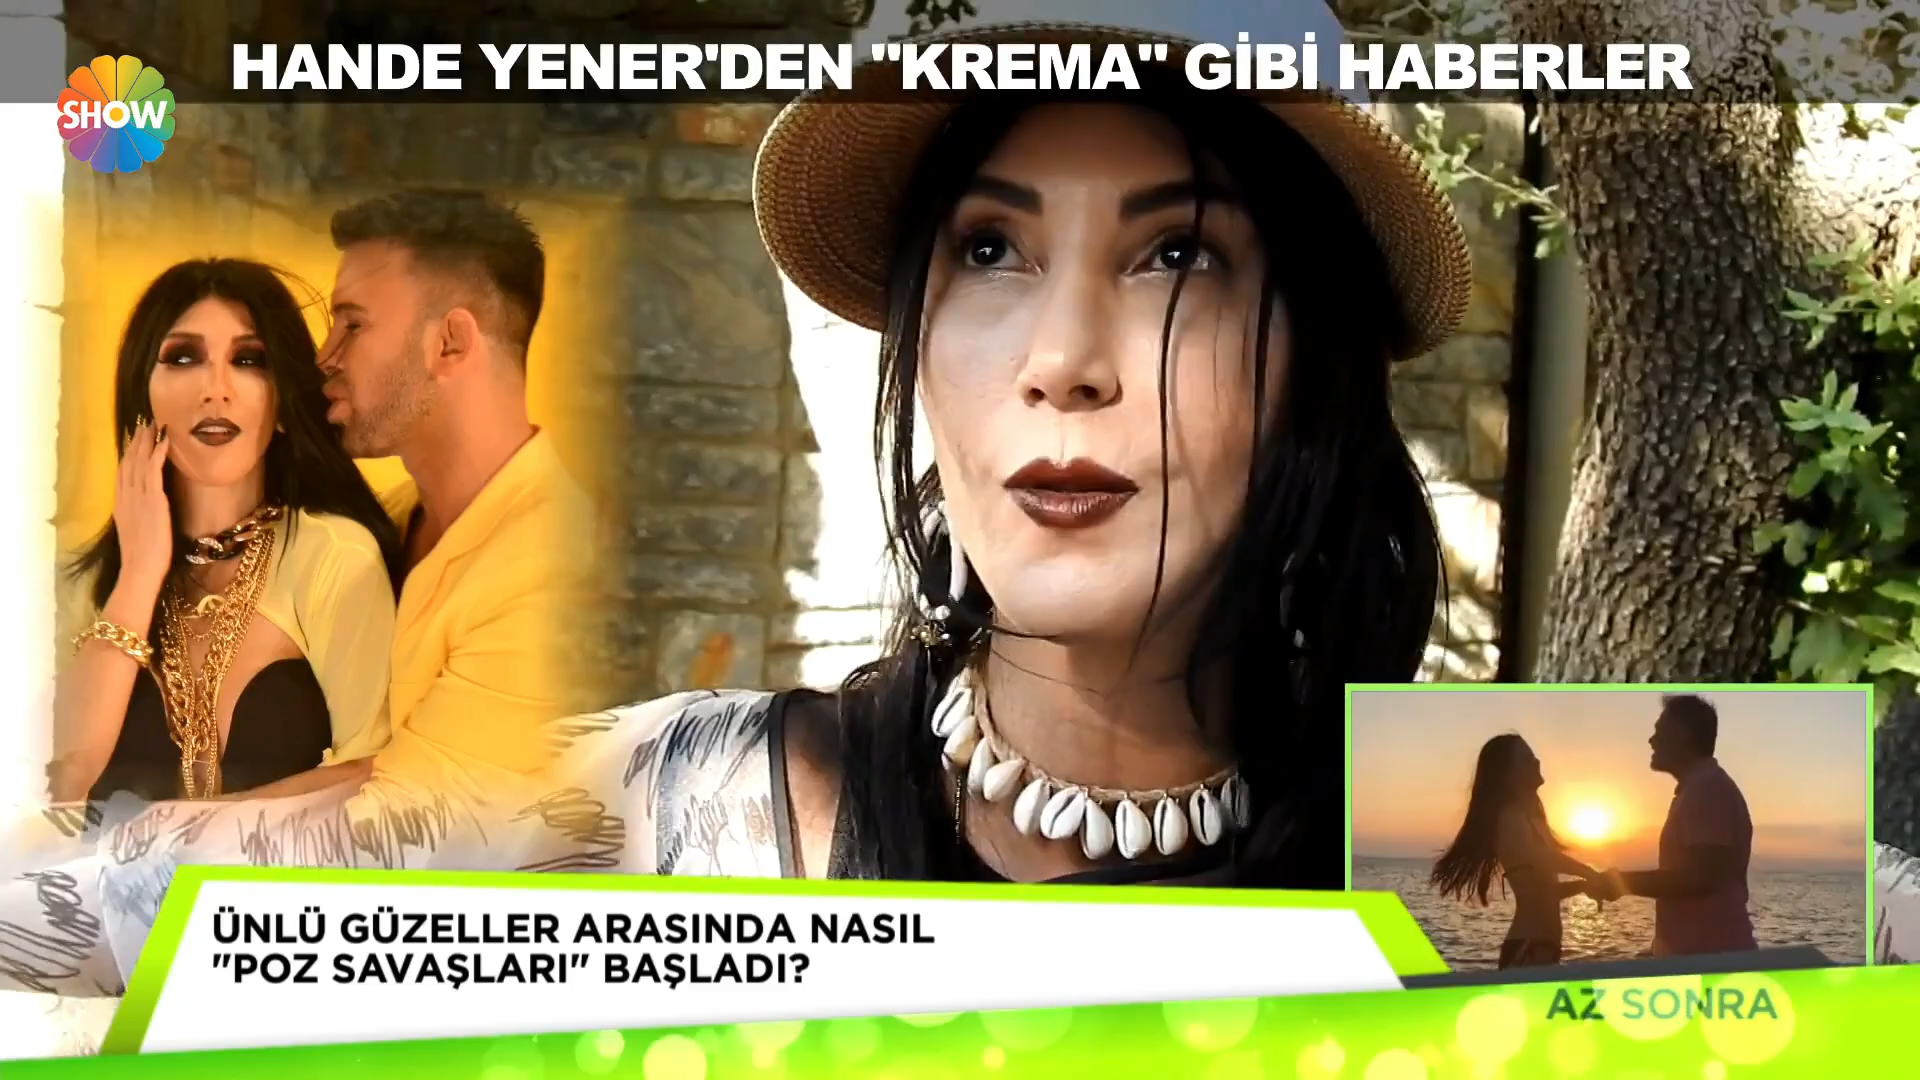 HANDE YENER'DEN "KREMA" GİBİ HABERLER
SHOW
ÜNLÜ GÜZELLER ARASINDA NASIL
"POZ SAVAŞLARI" BAŞLADI?
AZ SONRA